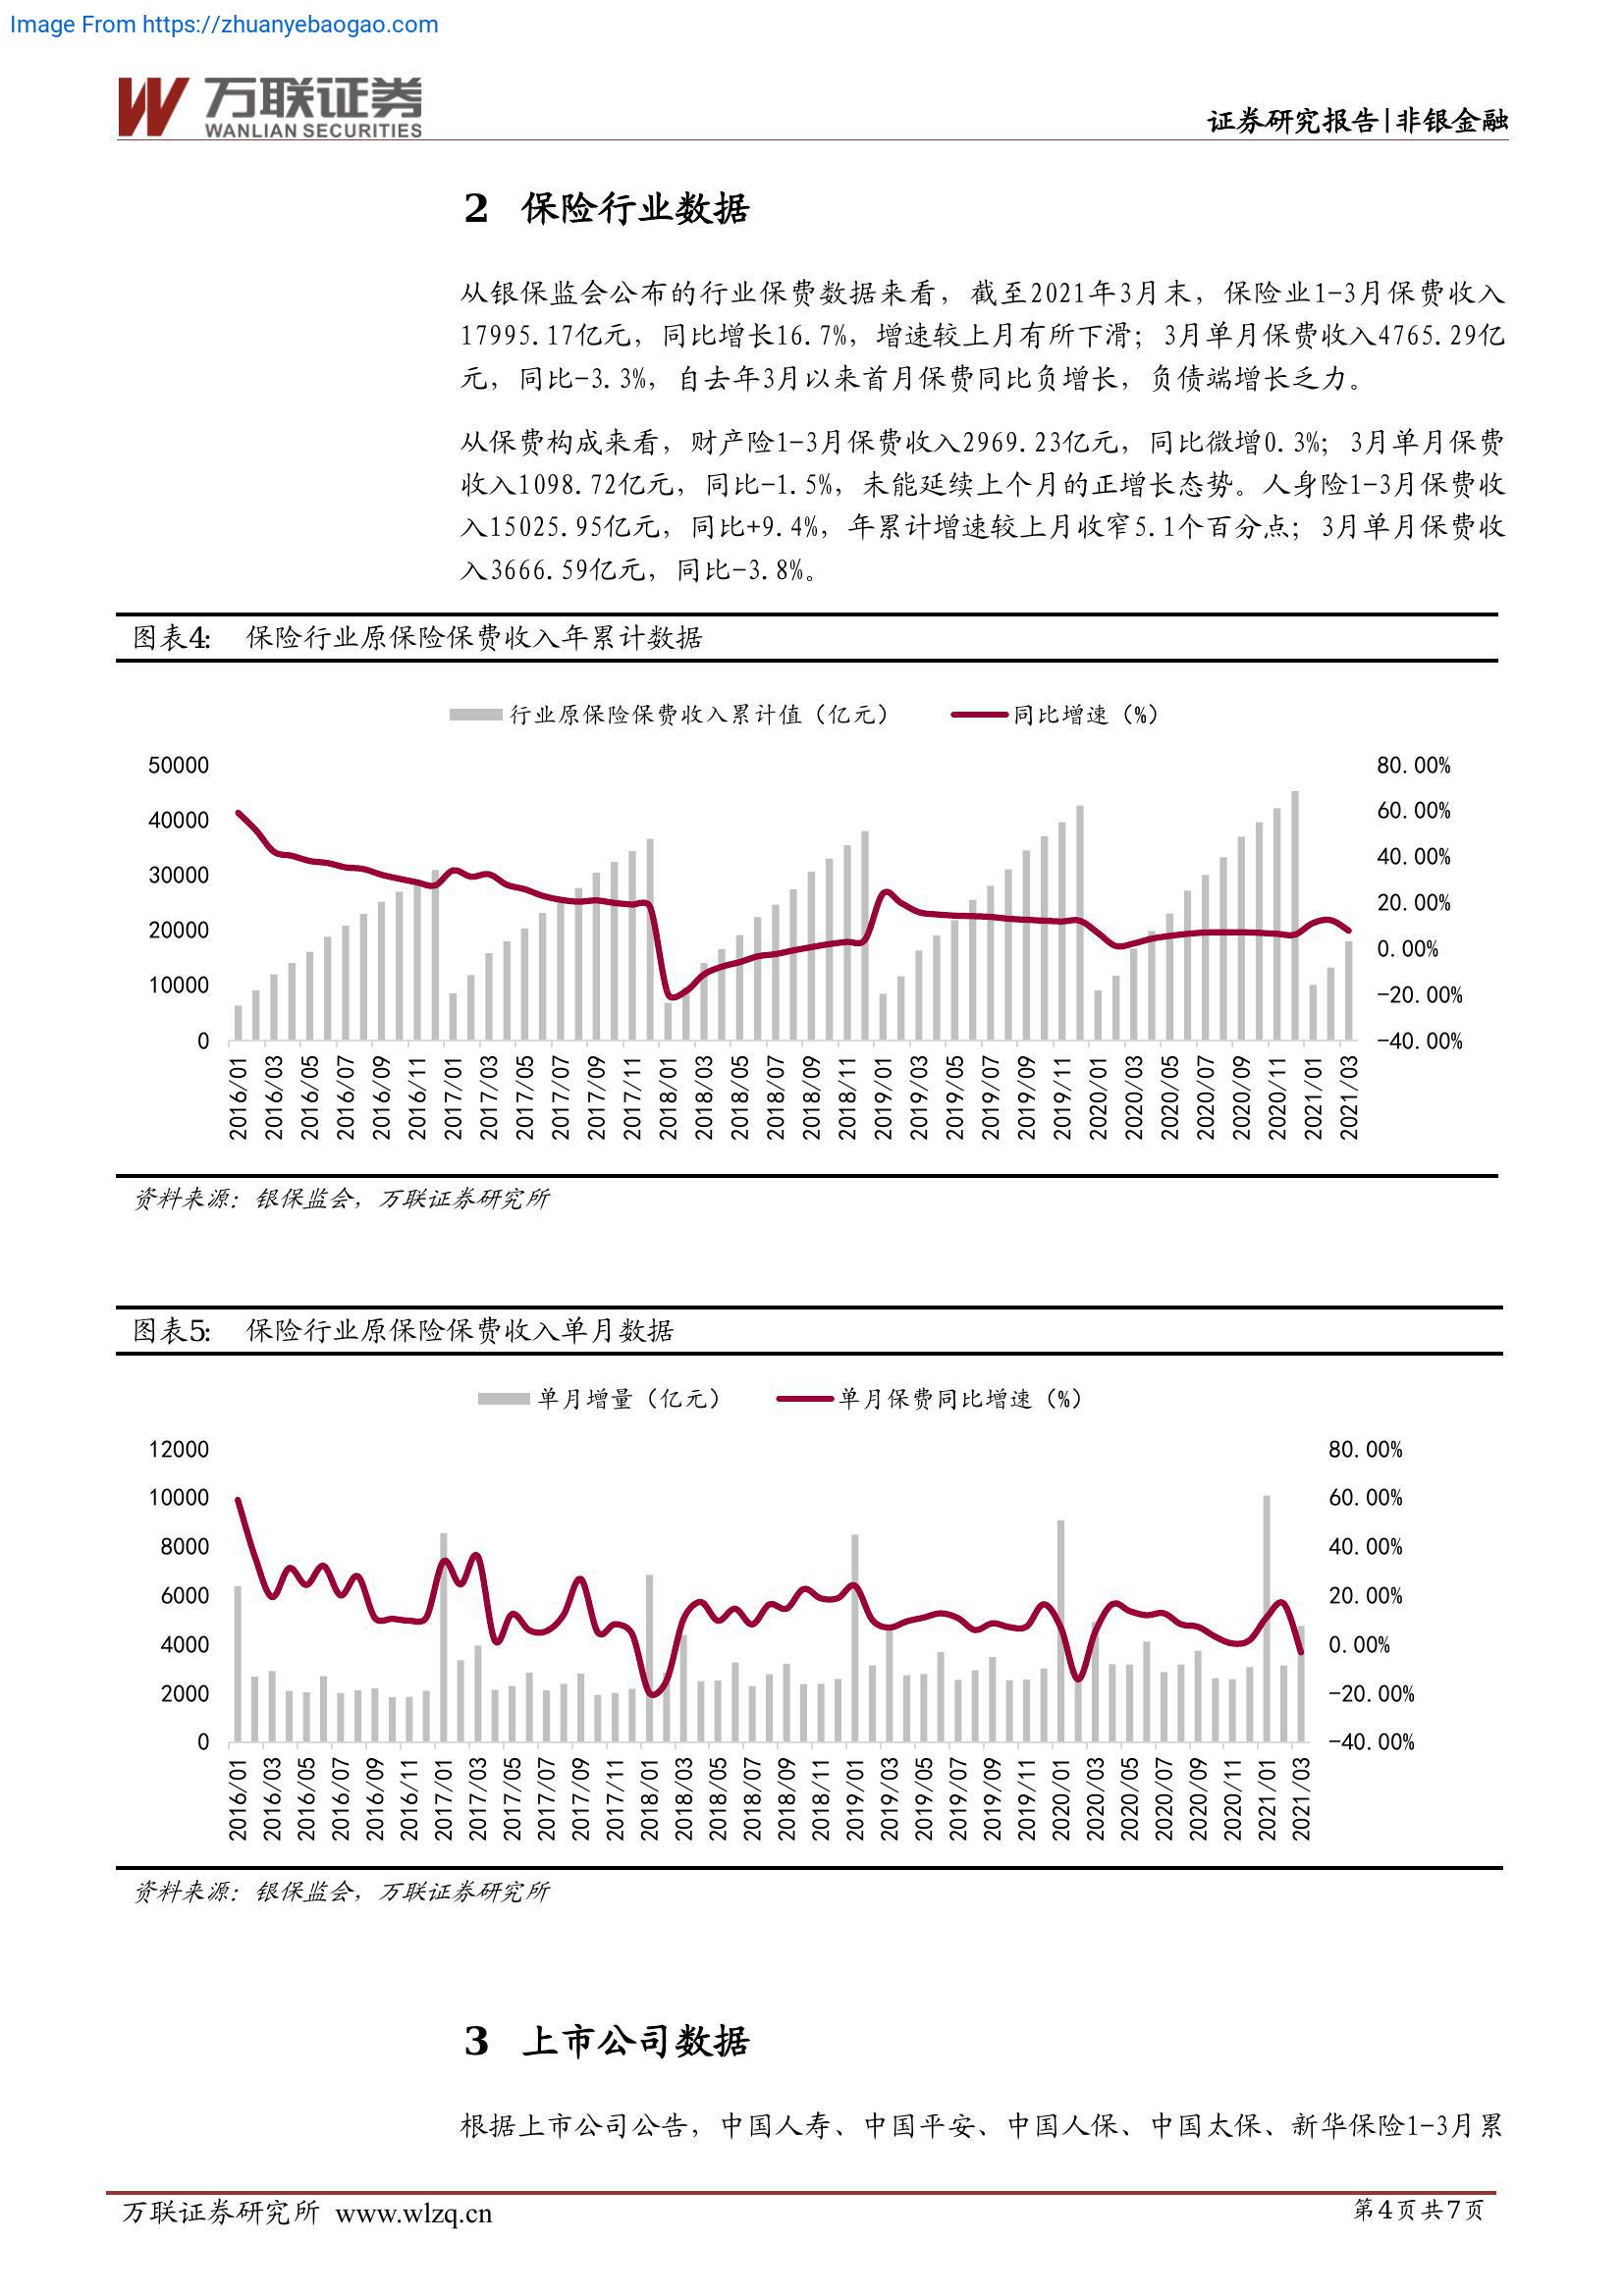 Image From https://zhuanyebaogao.com
万联证券
WANLIAN SECURITIES
证券研究报告|非银金融
2 保险行业数据
从银保监会公布的行业保费数据来看，截至2021年3月末，保险业1-3月保费收入
17995.17亿元，同比增长16.7%，增速较上月有所下滑；3月单月保费收入4765.29亿
元，同比-3.3%，自去年3月以来首月保费同比负增长，负债端增长乏力。
从保费构成来看，财产险1-3月保费收入2969.23亿元，同比微增0.3%；3月单月保费
收入1098.72亿元，同比-1.5%，未能延续上个月的正增长态势。人身险1-3月保费收
入15025.95亿元，同比+9.4%，年累计增速较上月收窄5.1个百分点；3月单月保费收
入3666.59亿元，同比-3.8%。
图表4： 保险行业原保险保费收入年累计数据
行业原保险保费收入累计值（亿元） 同比增速（%）
50000 80.00%
40000 60.00%
30000 40.00%
20000 20.00%
10000 0.00%
0 -20.00%
-40.00%
2016/01 2016/03 2016/05 2016/07 2016/09 2016/11 2017/01 2017/03 2017/05 2017/07 2017/09 2017/11 2018/01 2018/03 2018/05 2018/07 2018/09 2018/11 2019/01 2019/03 2019/05 2019/07 2019/09 2019/11 2020/01 2020/03 2020/05 2020/07 2020/09 2020/11 2021/01 2021/03
资料来源：银保监会，万联证券研究所
图表5： 保险行业原保险保费收入单月数据
单月增量（亿元） 单月保费同比增速（%）
12000 80.00%
10000 60.00%
8000 40.00%
6000 20.00%
4000 0.00%
2000 -20.00%
0 -40.00%
2016/01 2016/03 2016/05 2016/07 2016/09 2016/11 2017/01 2017/03 2017/05 2017/07 2017/09 2017/11 2018/01 2018/03 2018/05 2018/07 2018/09 2018/11 2019/01 2019/03 2019/05 2019/07 2019/09 2019/11 2020/01 2020/03 2020/05 2020/07 2020/09 2020/11 2021/01 2021/03
资料来源：银保监会，万联证券研究所
3 上市公司数据
根据上市公司公告，中国人寿、中国平安、中国人保、中国太保、新华保险1-3月累
万联证券研究所 www.wlzq.cn
第4页共7页